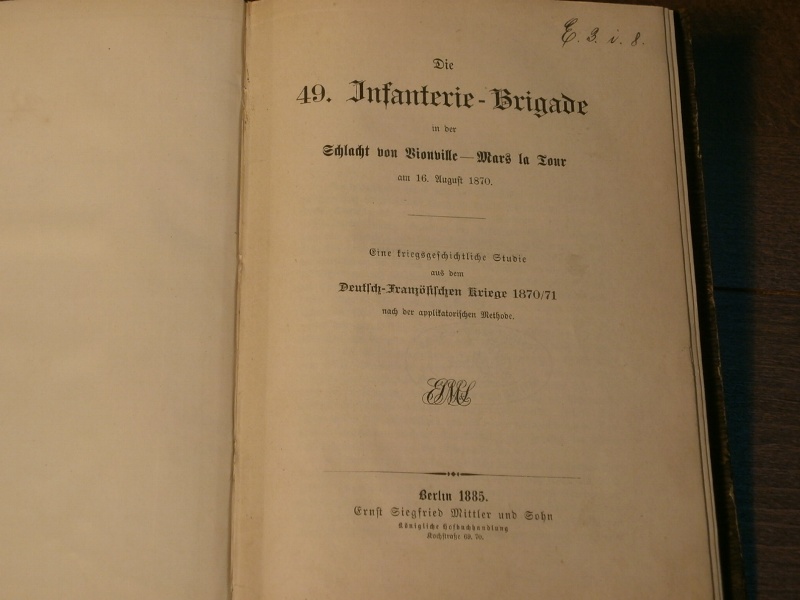 E. 3. i. 8.
Die
49. Infanterie-Brigade
in der
Schlacht von Vionville—Mars la Tour
am 16. August 1870.
Eine kriegsgeschichtliche Studie
aus dem
Deutsch-Französischen Kriege 1870/71
nach der applikatorischen Methode.
Berlin 1885.
Ernst Siegfried Mittler und Sohn
Königliche Hofbuchhandlung
Kochstraße 69. 70.